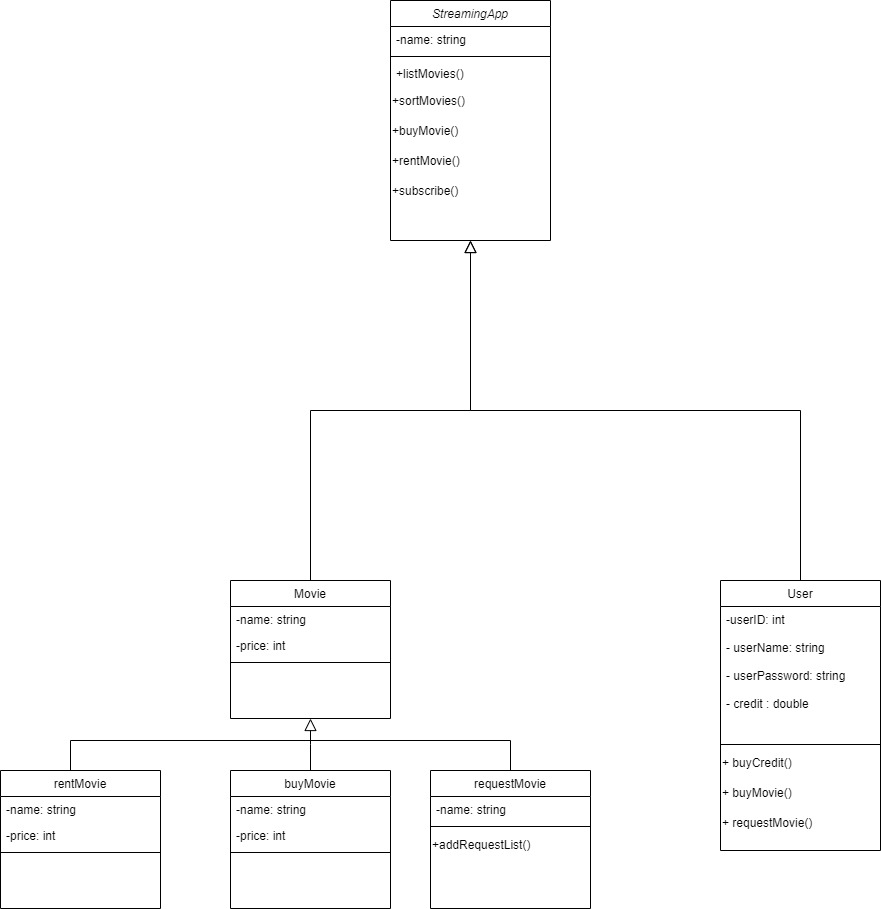 StreamingApp
-name: string
+listMovies()
+sortMovies()
+buyMovie()
+rentMovie()
+subscribe()
Movie
-name: string
-price: int
User
-userID: int
- userName: string
- userPassword: string
- credit : double
+ buyCredit()
+ buyMovie()
+ requestMovie()
rentMovie
-name: string
-price: int
buyMovie
-name: string
-price: int
requestMovie
-name: string
+addRequestList()